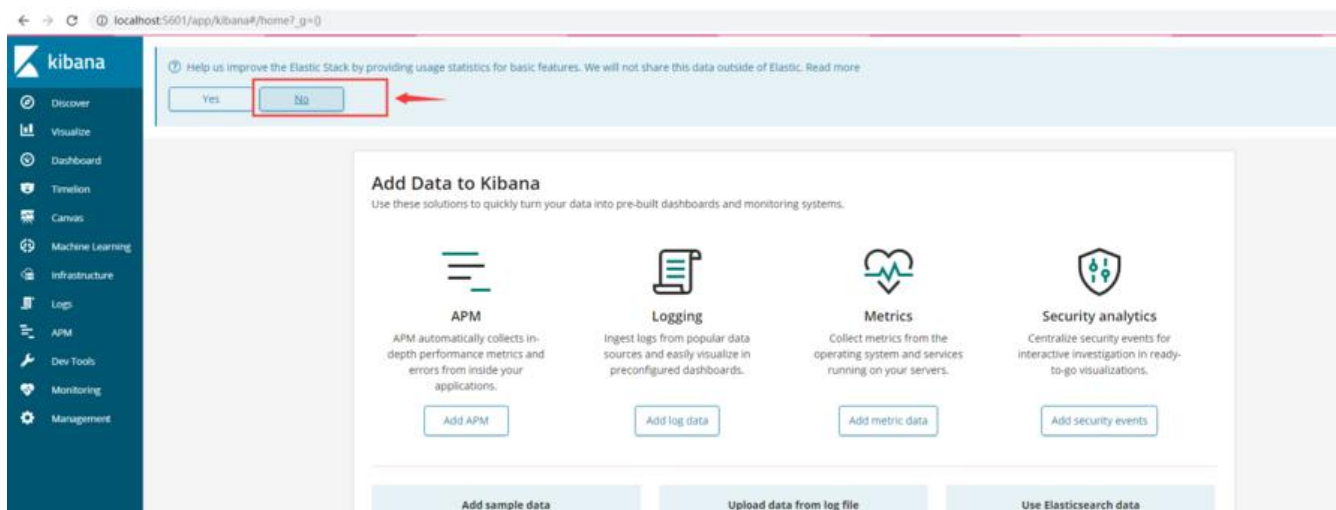 localhost:5601/app/kibana#/home?_g=()
kibana
Help us improve the Elastic Stack by providing usage statistics for basic features. We will not share this data outside of Elastic. Read more
Yes
No
Discover
Visualize
Dashboard
Timelion
Canvas
Machine Learning
Infrastructure
Logs
APM
Dev Tools
Monitoring
Management
Add Data to Kibana
Use these solutions to quickly turn your data into pre-built dashboards and monitoring systems.
APM
APM automatically collects in-
depth performance metrics and
errors from inside your
applications.
Add APM
Logging
Ingest logs from popular data
sources and easily visualize in
preconfigured dashboards.
Add log data
Metrics
Collect metrics from the
operating system and services
running on your servers.
Add metric data
Security analytics
Centralize security events for
interactive investigation in ready-
to-go visualizations.
Add security events
Add sample data
Upload data from log file
Use Elasticsearch data